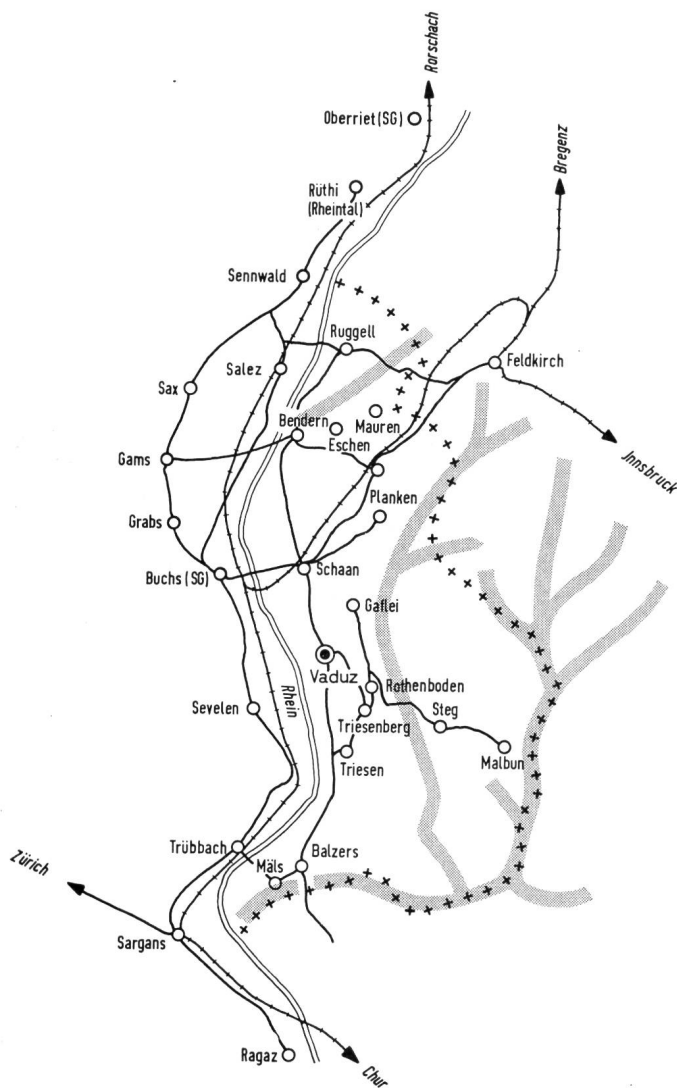 Rorschach
Oberriet (SG)
Bregenz
Rüthi
(Rheintal)
Sennwald
Ruggell
Salez
Feldkirch
Sax
Bendern
Mauren
Eschen
Gams
Innsbruck
Planken
Grabs
Schaan
Buchs (SG)
Gaflei
Vaduz
Rothenboden
Rhein
Sevelen
Steg
Triesenberg
Malbun
Triesen
Trübbach
Mäls
Balzers
Zürich
Sargans
Ragaz
Chur